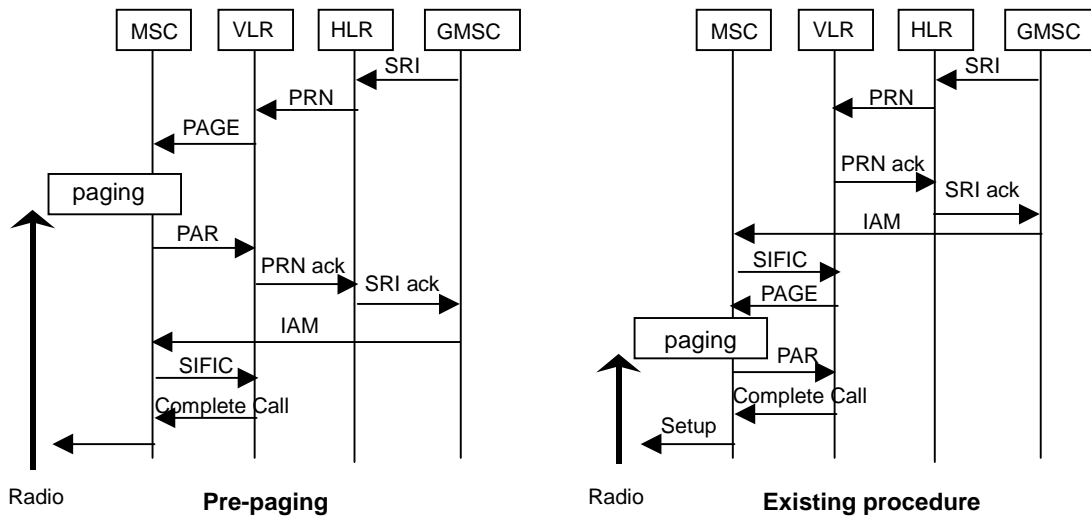 MSC VLR HLR GMSC
SRI
PRN
PAGE
paging
PAR
PRN ack
SRI ack
IAM
SIFIC
Complete Call
Radio
Pre-paging
MSC VLR HLR GMSC
SRI
PRN
PRN ack
SRI ack
IAM
SIFIC
PAGE
paging
PAR
Complete Call
Setup
Radio
Existing procedure